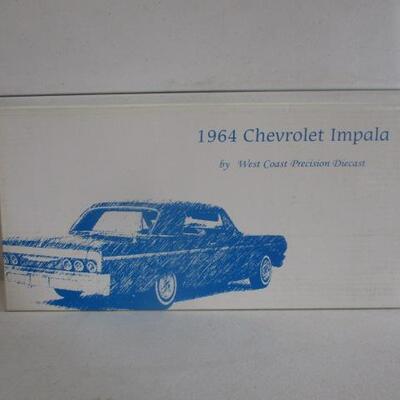 1964 Chevrolet Impala
by West Coast Precision Diecast